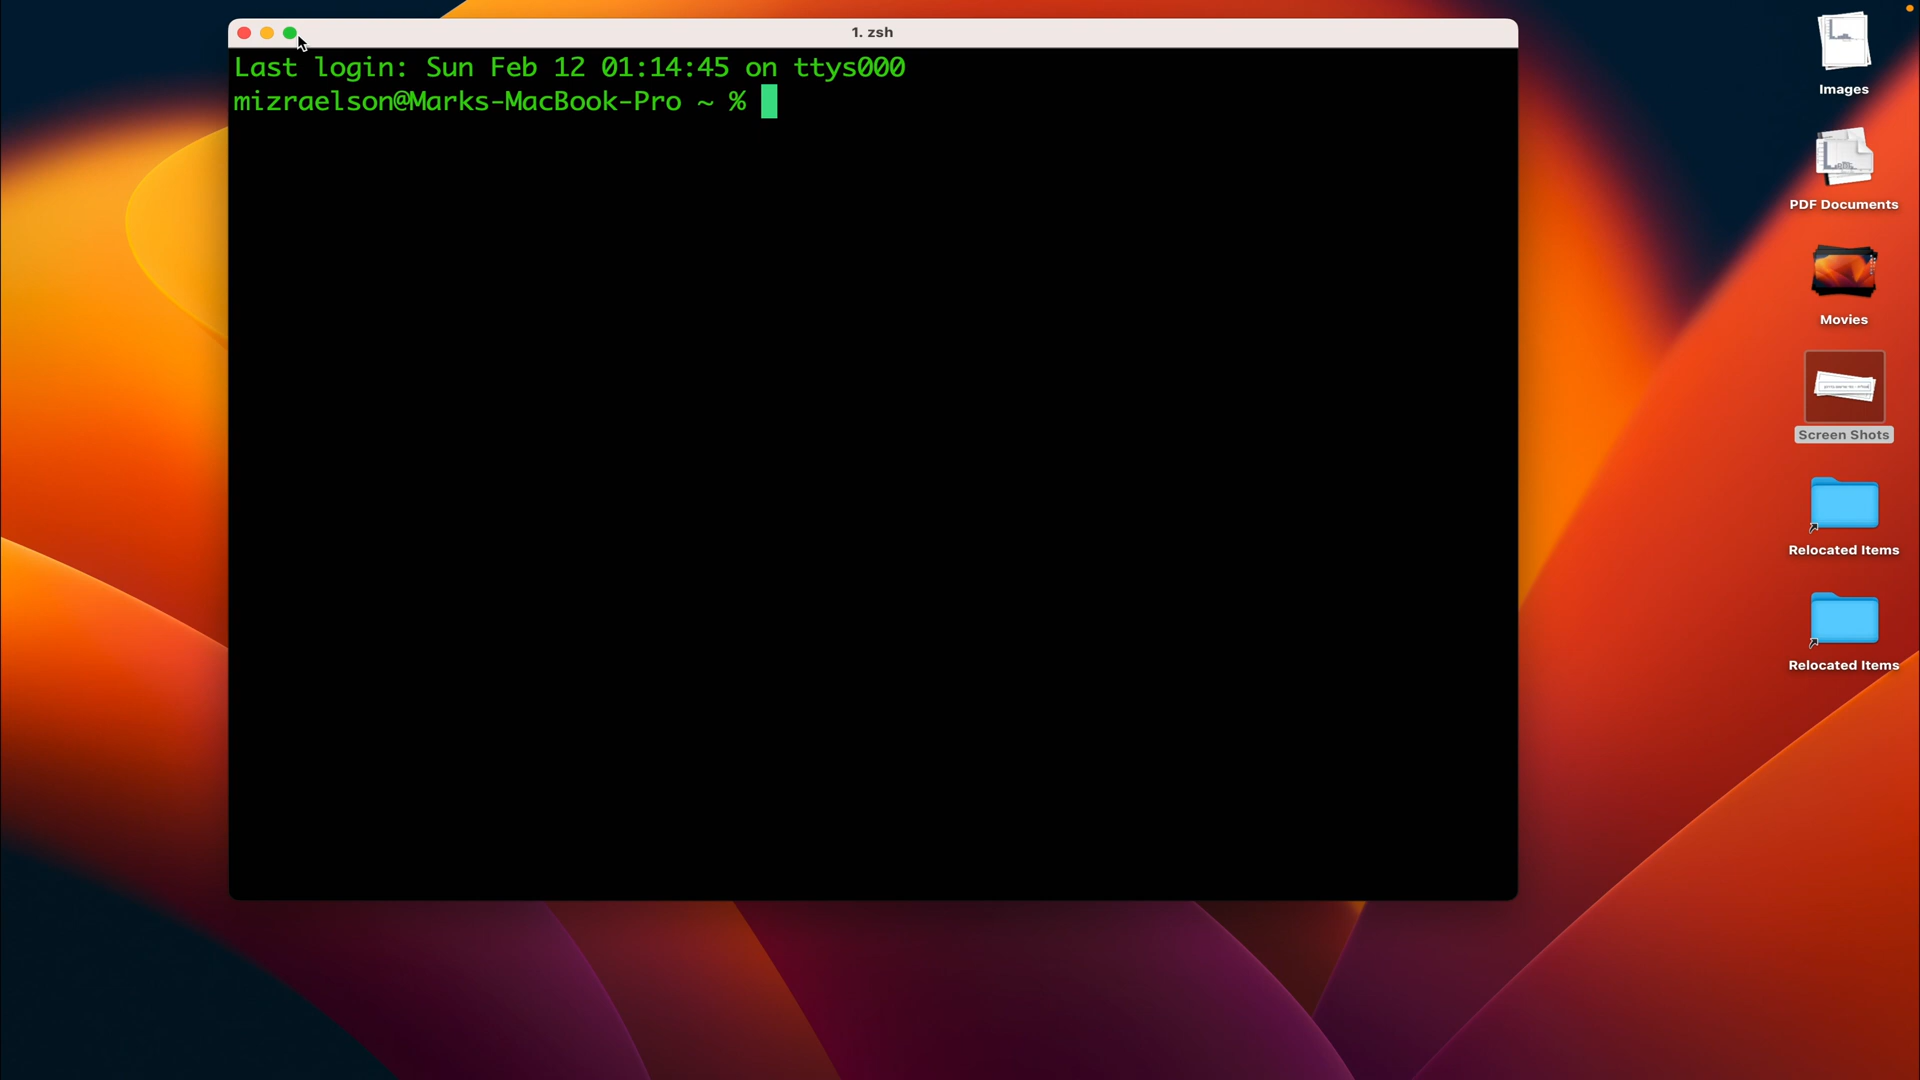 1. zsh
Last login: Sun Feb 12 01:14:45 on ttys000
mizraelson@Marks-MacBook-Pro ~ %
Images
PDF Documents
Movies
Screen Shots
Relocated Items
Relocated Items